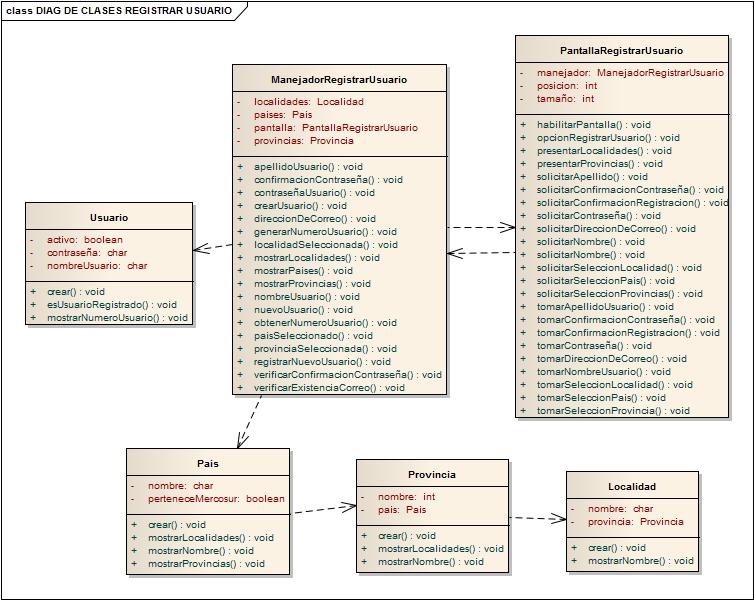 class DIAG DE CLASES REGISTRAR USUARIO
ManejadorRegistrarUsuario
- localidades: Localidad
- paises: Pais
- pantalla: PantallaRegistrarUsuario
- provincias: Provincia
+ apellidoUsuario() : void
+ confirmacionContraseña() : void
+ contraseñaUsuario() : void
+ crearUsuario() : void
+ direccionDeCorreo() : void
+ generarNumeroUsuario() : void
+ localidadSeleccionada() : void
+ mostrarLocalidades() : void
+ mostrarPaises() : void
+ mostrarProvincias() : void
+ nombreUsuario() : void
+ nuevoUsuario() : void
+ obtenerNumeroUsuario() : void
+ paisSeleccionado() : void
+ provinciaSeleccionada() : void
+ registrarNuevoUsuario() : void
+ verificarConfirmacionContraseña() : void
+ verificarExistenciaCorreo() : void
PantallaRegistrarUsuario
- manejador: ManejadorRegistrarUsuario
- posicion: int
- tamaño: int
+ habilitarPantalla() : void
+ opcionRegistrarUsuario() : void
+ presentarLocalidades() : void
+ presentarProvincias() : void
+ solicitarApellido() : void
+ solicitarConfirmacionContraseña() : void
+ solicitarConfirmacionRegistracion() : void
+ solicitarContraseña() : void
+ solicitarDireccionDeCorreo() : void
+ solicitarNombre() : void
+ solicitarNombre() : void
+ solicitarSeleccionLocalidad() : void
+ solicitarSeleccionPais() : void
+ solicitarSeleccionProvincias() : void
+ tomarApellidoUsuario() : void
+ tomarConfirmacionContraseña() : void
+ tomarConfirmacionRegistracion() : void
+ tomarContraseña() : void
+ tomarDireccionDeCorreo() : void
+ tomarNombreUsuario() : void
+ tomarSeleccionLocalidad() : void
+ tomarSeleccionPais() : void
+ tomarSeleccionProvincia() : void
Usuario
- activo: boolean
- contraseña: char
- nombreUsuario: char
+ crear() : void
+ esUsuarioRegistrado() : void
+ mostrarNumeroUsuario() : void
Pais
- nombre: char
- perteneceMercosur: boolean
+ crear() : void
+ mostrarLocalidades() : void
+ mostrarNombre() : void
+ mostrarProvincias() : void
Provincia
- nombre: int
- pais: Pais
+ crear() : void
+ mostrarLocalidades() : void
+ mostrarNombre() : void
Localidad
- nombre: char
- provincia: Provincia
+ crear() : void
+ mostrarNombre() : void